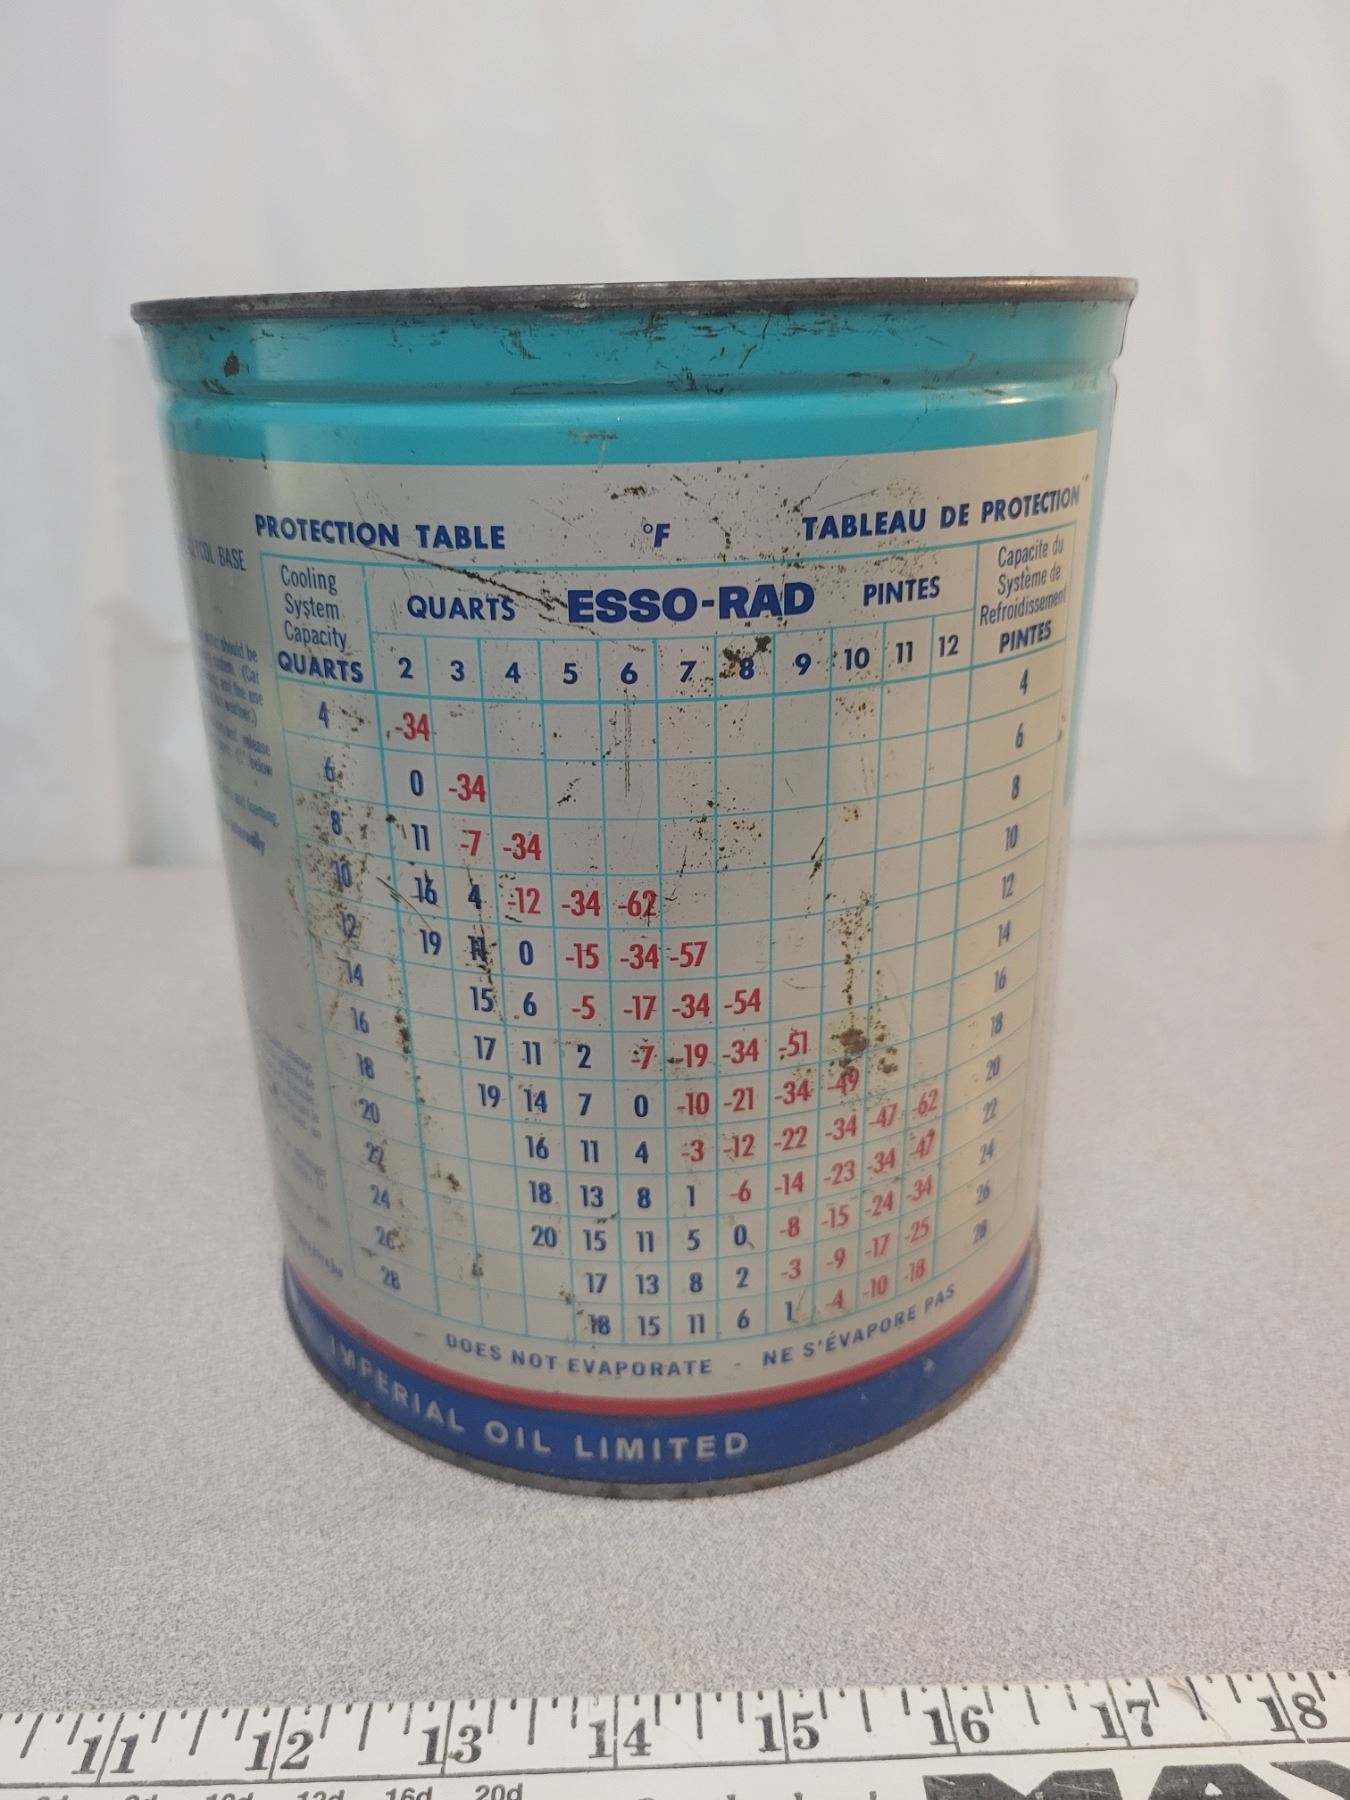 PROTECTION TABLE °F TABLEAU DE PROTECTION
GLYCOL BASE
Cooling System Capacity QUARTS
QUARTS ESSO-RAD PINTES
Capacite du Système de Refroidissement PINTES
2 3 4 5 6 7 8 9 10 11 12
4 -34 4
6 0 -34 6
8 11 -7 -34 8
10 16 4 -12 -34 -62 10
12 19 11 0 -15 -34 -57 12
14 15 6 -5 -17 -34 -54 14
16 17 11 2 -7 -19 -34 -51 16
18 19 14 7 0 -10 -21 -34 -49 18
20 16 11 4 -3 -12 -22 -34 -47 -62 20
22 18 13 8 1 -6 -14 -23 -34 -47 22
24 20 15 11 5 0 -8 -15 -24 -34 24
26 17 13 8 2 -3 -9 -17 -25 26
28 18 15 11 6 1 -4 -10 -18 28
DOES NOT EVAPORATE - NE S'ÉVAPORE PAS
IMPERIAL OIL LIMITED
11 12 13 14 15 16 17 18
16d 20d